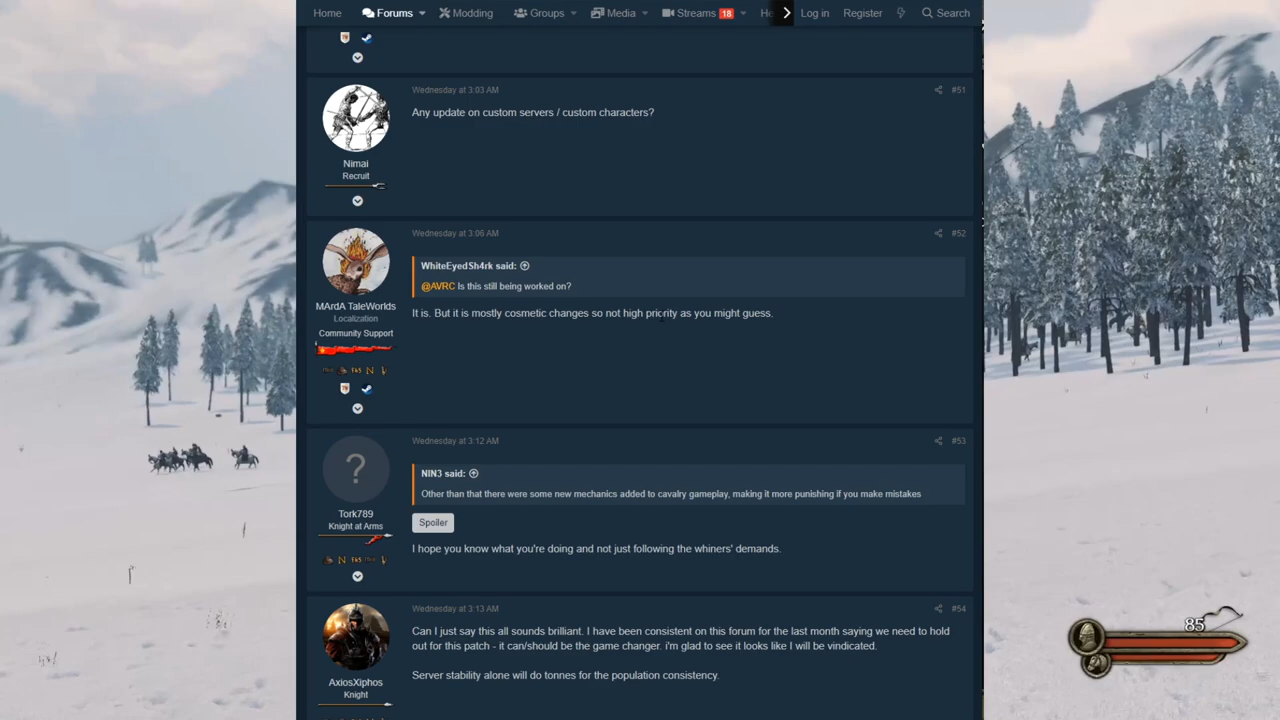 Home Forums Modding Groups Media Streams 18 He Log in Register Search
Wednesday at 3:03 AM #51
Any update on custom servers / custom characters?
Nimai
Recruit
Wednesday at 3:06 AM #52
WhiteEyedSh4rk said:
@AVRC Is this still being worked on?
MArdA TaleWorlds
It is. But it is mostly cosmetic changes so not high priority as you might guess.
Localization
Community Support
Wednesday at 3:12 AM #53
NIN3 said:
Other than that there were some new mechanics added to cavalry gameplay, making it more punishing if you make mistakes
Tork789
Spoiler
Knight at Arms
I hope you know what you're doing and not just following the whiners' demands.
Wednesday at 3:13 AM #54
85
Can I just say this all sounds brilliant. I have been consistent on this forum for the last month saying we need to hold
out for this patch - it can/should be the game changer. i'm glad to see it looks like I will be vindicated.
Server stability alone will do tonnes for the population consistency.
AxiosXiphos
Knight